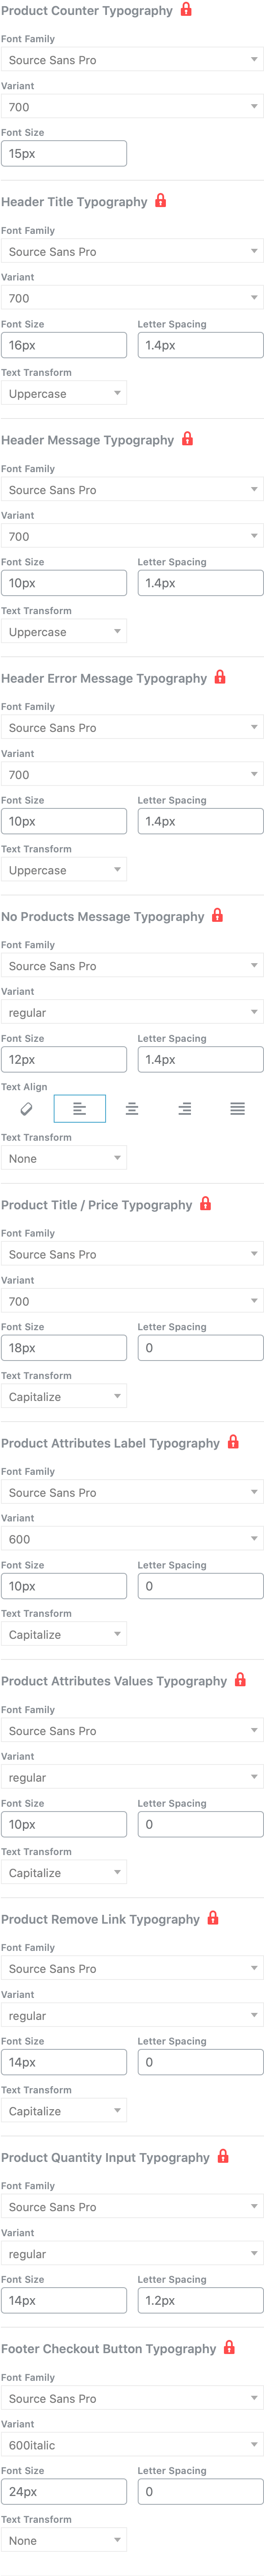 Product Counter Typography
Font Family
Source Sans Pro
Variant
700
Font Size
15px
Header Title Typography
Font Family
Source Sans Pro
Variant
700
Font Size Letter Spacing
16px 1.4px
Text Transform
Uppercase
Header Message Typography
Font Family
Source Sans Pro
Variant
700
Font Size Letter Spacing
10px 1.4px
Text Transform
Uppercase
Header Error Message Typography
Font Family
Source Sans Pro
Variant
700
Font Size Letter Spacing
10px 1.4px
Text Transform
Uppercase
No Products Message Typography
Font Family
Source Sans Pro
Variant
regular
Font Size Letter Spacing
12px 1.4px
Text Align
Text Transform
None
Product Title / Price Typography
Font Family
Source Sans Pro
Variant
700
Font Size Letter Spacing
18px 0
Text Transform
Capitalize
Product Attributes Label Typography
Font Family
Source Sans Pro
Variant
600
Font Size Letter Spacing
10px 0
Text Transform
Capitalize
Product Attributes Values Typography
Font Family
Source Sans Pro
Variant
regular
Font Size Letter Spacing
10px 0
Text Transform
Capitalize
Product Remove Link Typography
Font Family
Source Sans Pro
Variant
regular
Font Size Letter Spacing
14px 0
Text Transform
Capitalize
Product Quantity Input Typography
Font Family
Source Sans Pro
Variant
regular
Font Size Letter Spacing
14px 1.2px
Footer Checkout Button Typography
Font Family
Source Sans Pro
Variant
600italic
Font Size Letter Spacing
24px 0
Text Transform
None